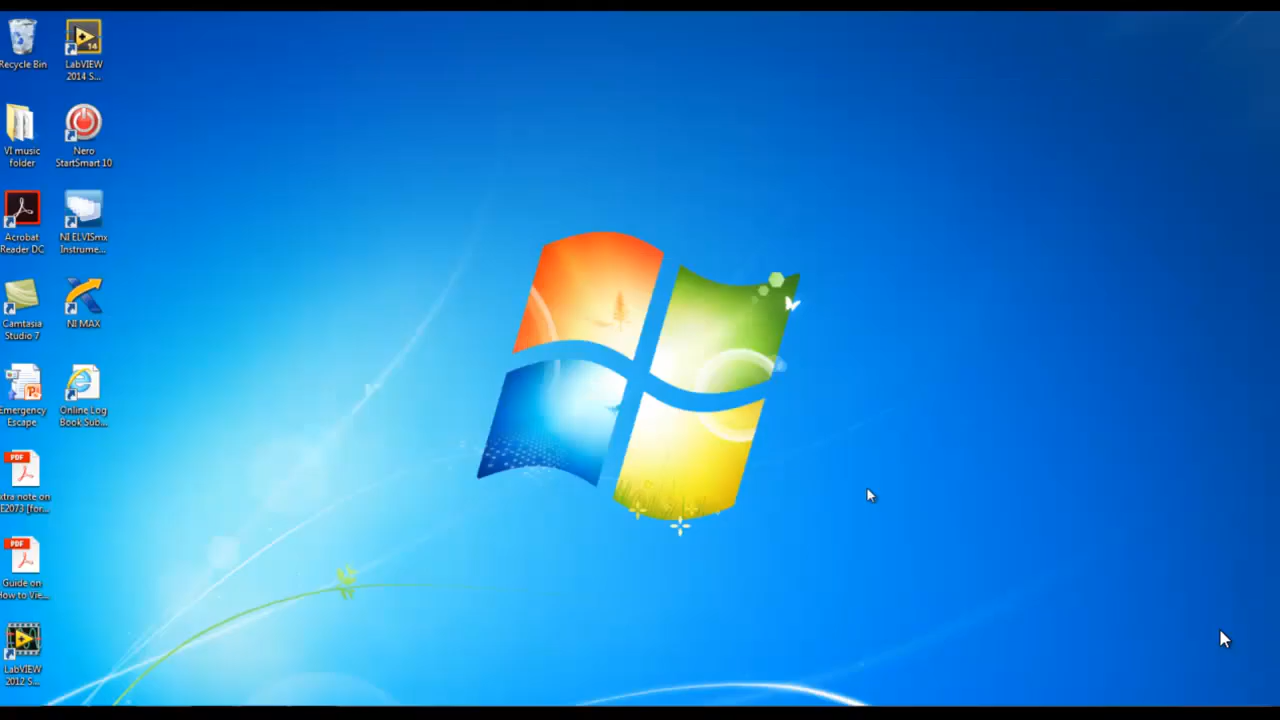 Recycle Bin
LabVIEW
2014 S...
14
VI music
folder
Nero
StartSmart 10
Acrobat
Reader DC
NI ELVISmx
Instrume...
Camtasia
Studio 7
NI MAX
Emergency
Escape
Online Log
Book Sub...
PDF
xtra note on
E2073 [for...
PDF
Guide on
How to Vie...
LabVIEW
2012 S...